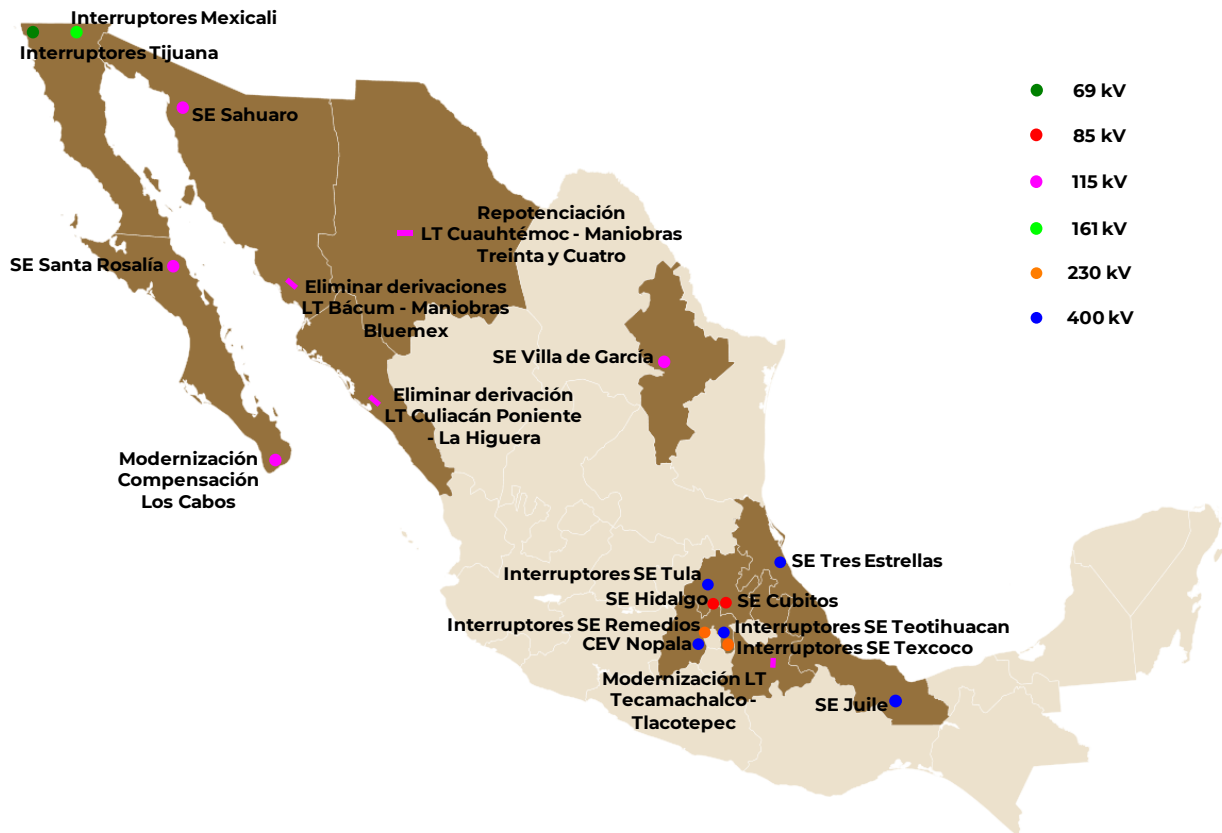 Interruptores Mexicali
Interruptores Tijuana
SE Sahuaro
69 kV
85 kV
115 kV
161 kV
230 kV
400 kV
Repotenciación
LT Cuauhtémoc - Maniobras
Treinta y Cuatro
SE Santa Rosalía
Eliminar derivaciones
LT Bácum - Maniobras
Bluemex
SE Villa de García
Eliminar derivación
LT Culiacán Poniente
- La Higuera
Modernización
Compensación
Los Cabos
SE Tres Estrellas
Interruptores SE Tula
SE Hidalgo
SE Cubitos
Interruptores SE Remedios
Interruptores SE Teotihuacan
CEV Nopala
Interruptores SE Texcoco
Modernización LT
Tecamachalco -
Tlacotepec
SE Juile